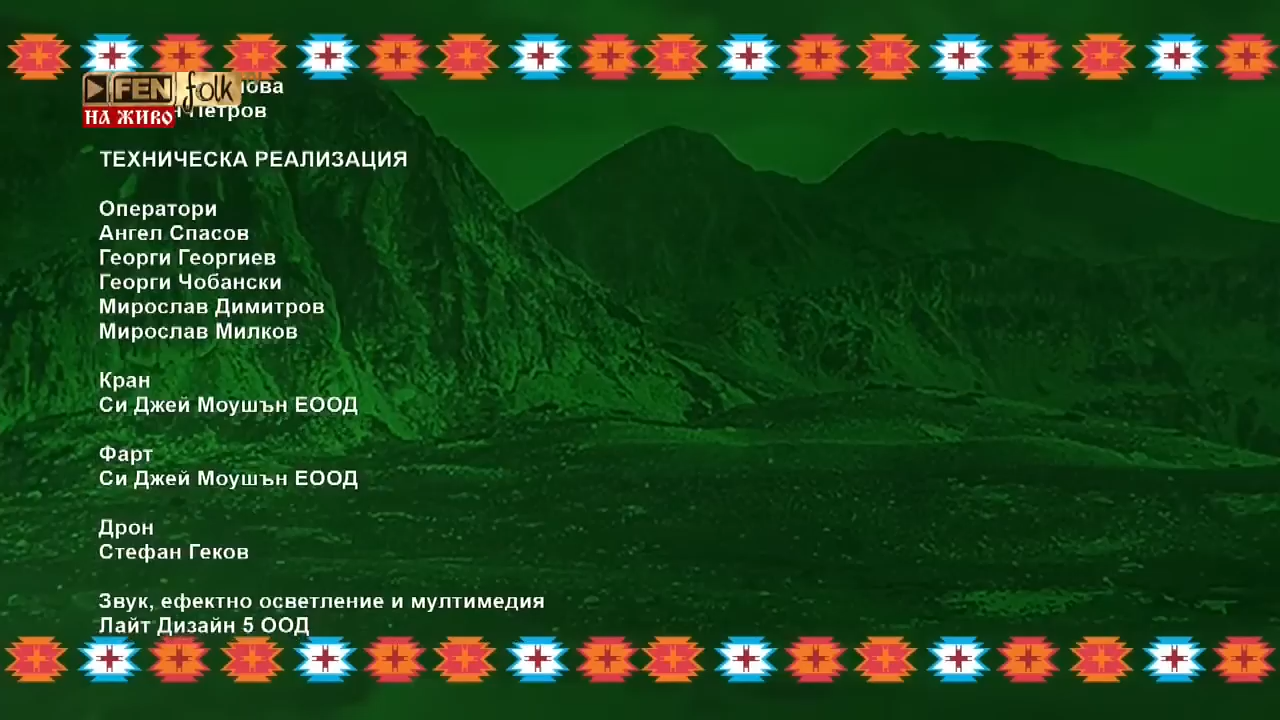 FEN folk
НА ЖИВО
Петров
ТЕХНИЧЕСКА РЕАЛИЗАЦИЯ
Оператори
Ангел Спасов
Георги Георгиев
Георги Чобански
Мирослав Димитров
Мирослав Милков
Кран
Си Джей Моушън ЕООД
Фарт
Си Джей Моушън ЕООД
Дрон
Стефан Геков
Звук, ефектно осветление и мултимедия
Лайт Дизайн 5 ООД